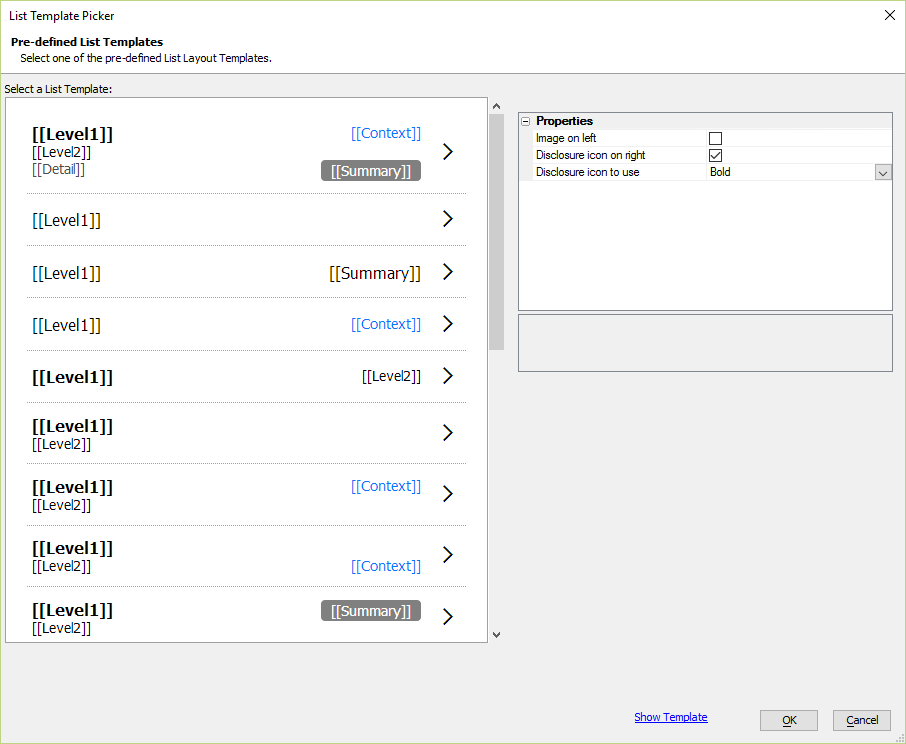 List Template Picker
Pre-defined List Templates
Select one of the pre-defined List Layout Templates.
Select a List Template:
[[Level1]] [[Context]]
[[Level2]]
[[Detail]] [[Summary]]
[[Level1]]
[[Level1]] [[Summary]]
[[Level1]] [[Context]]
[[Level1]] [[Level2]]
[[Level1]]
[[Level2]]
[[Level1]] [[Context]]
[[Level2]]
[[Level1]]
[[Level2]] [[Context]]
[[Level1]] [[Summary]]
[[Level2]]
Properties
Image on left
Disclosure icon on right
Disclosure icon to use Bold
Show Template
OK
Cancel